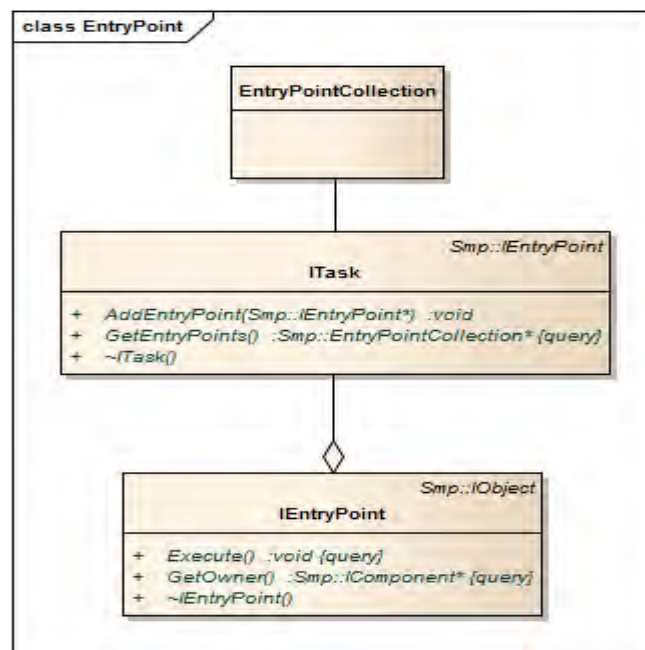 class EntryPoint
EntryPointCollection
Smp::IEntryPoint
ITask
+ AddEntryPoint(Smp::IEntryPoint*) :void
+ GetEntryPoints() :Smp::EntryPointCollection* {query}
+ ~ITask()
Smp::IObject
IEntryPoint
+ Execute() :void {query}
+ GetOwner() :Smp::IComponent* {query}
+ ~IEntryPoint()